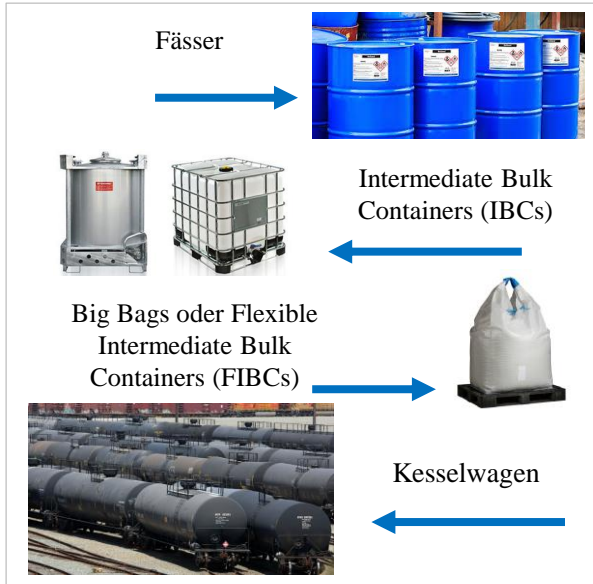 Fässer
Intermediate Bulk
Containers (IBCs)
Big Bags oder Flexible
Intermediate Bulk
Containers (FIBCs)
Kesselwagen